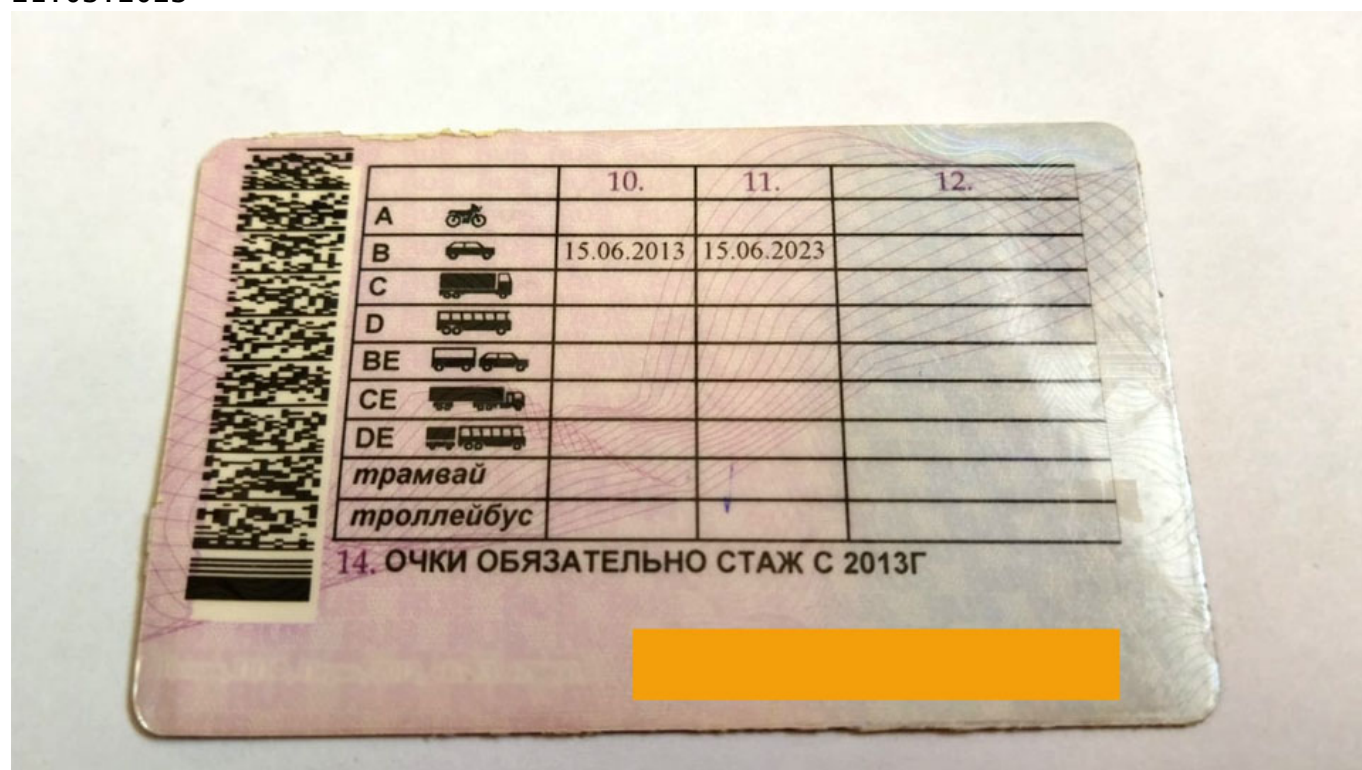 10. 11. 12.
A
B 15.06.2013 15.06.2023
C
D
BE
CE
DE
трамвай
троллейбус
14. ОЧКИ ОБЯЗАТЕЛЬНО СТАЖ С 2013Г